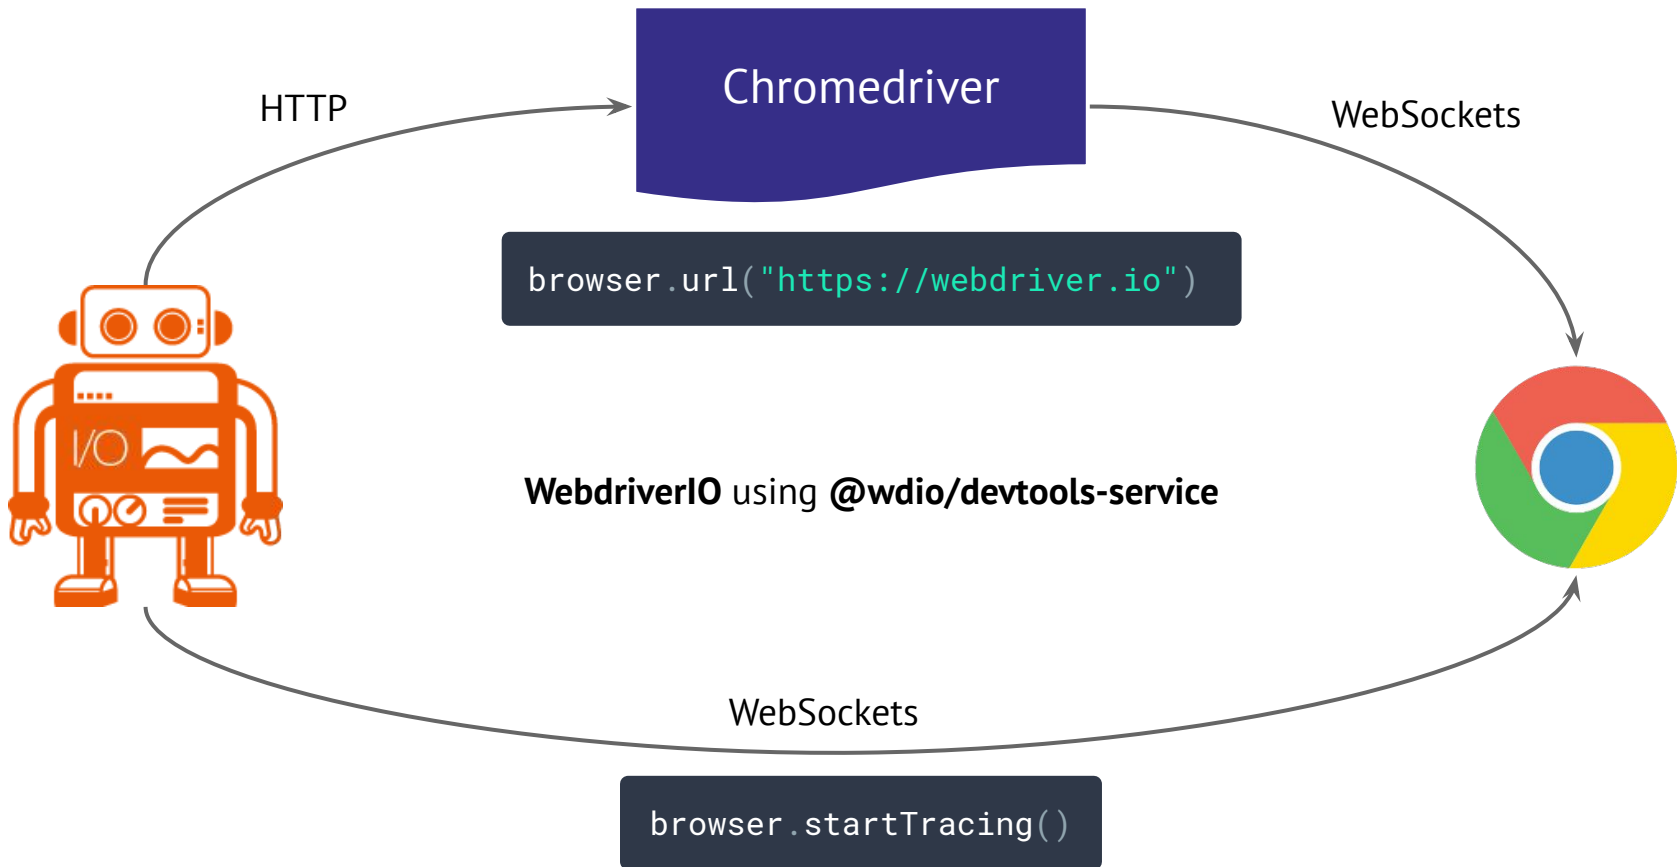 Chromedriver
HTTP
WebSockets
browser.url("https://webdriver.io")
I/O
WebdriverIO using @wdio/devtools-service
WebSockets
browser.startTracing()